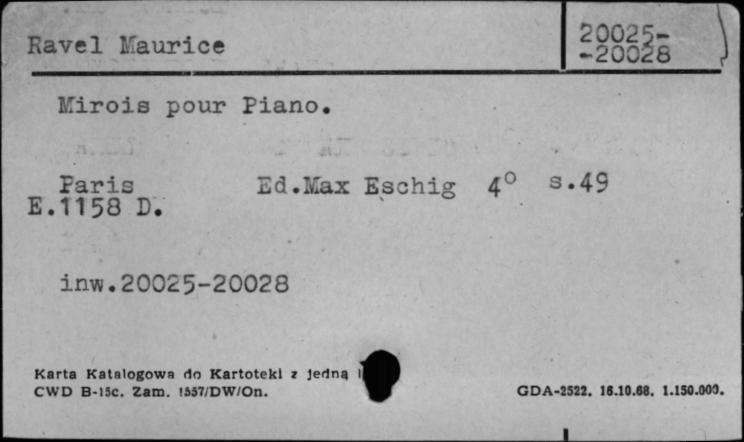 Ravel Maurice
20025-
-20028
Mirois pour Piano.
Paris Ed.Max Eschig 4° s.49
E.1158 D.
inw.20025-20028
Karta Katalogowa do Kartoteki z jedną
CWD B-15c. Zam. 1557/DW/On.
GDA-2522. 16.10.68. 1.150.000.